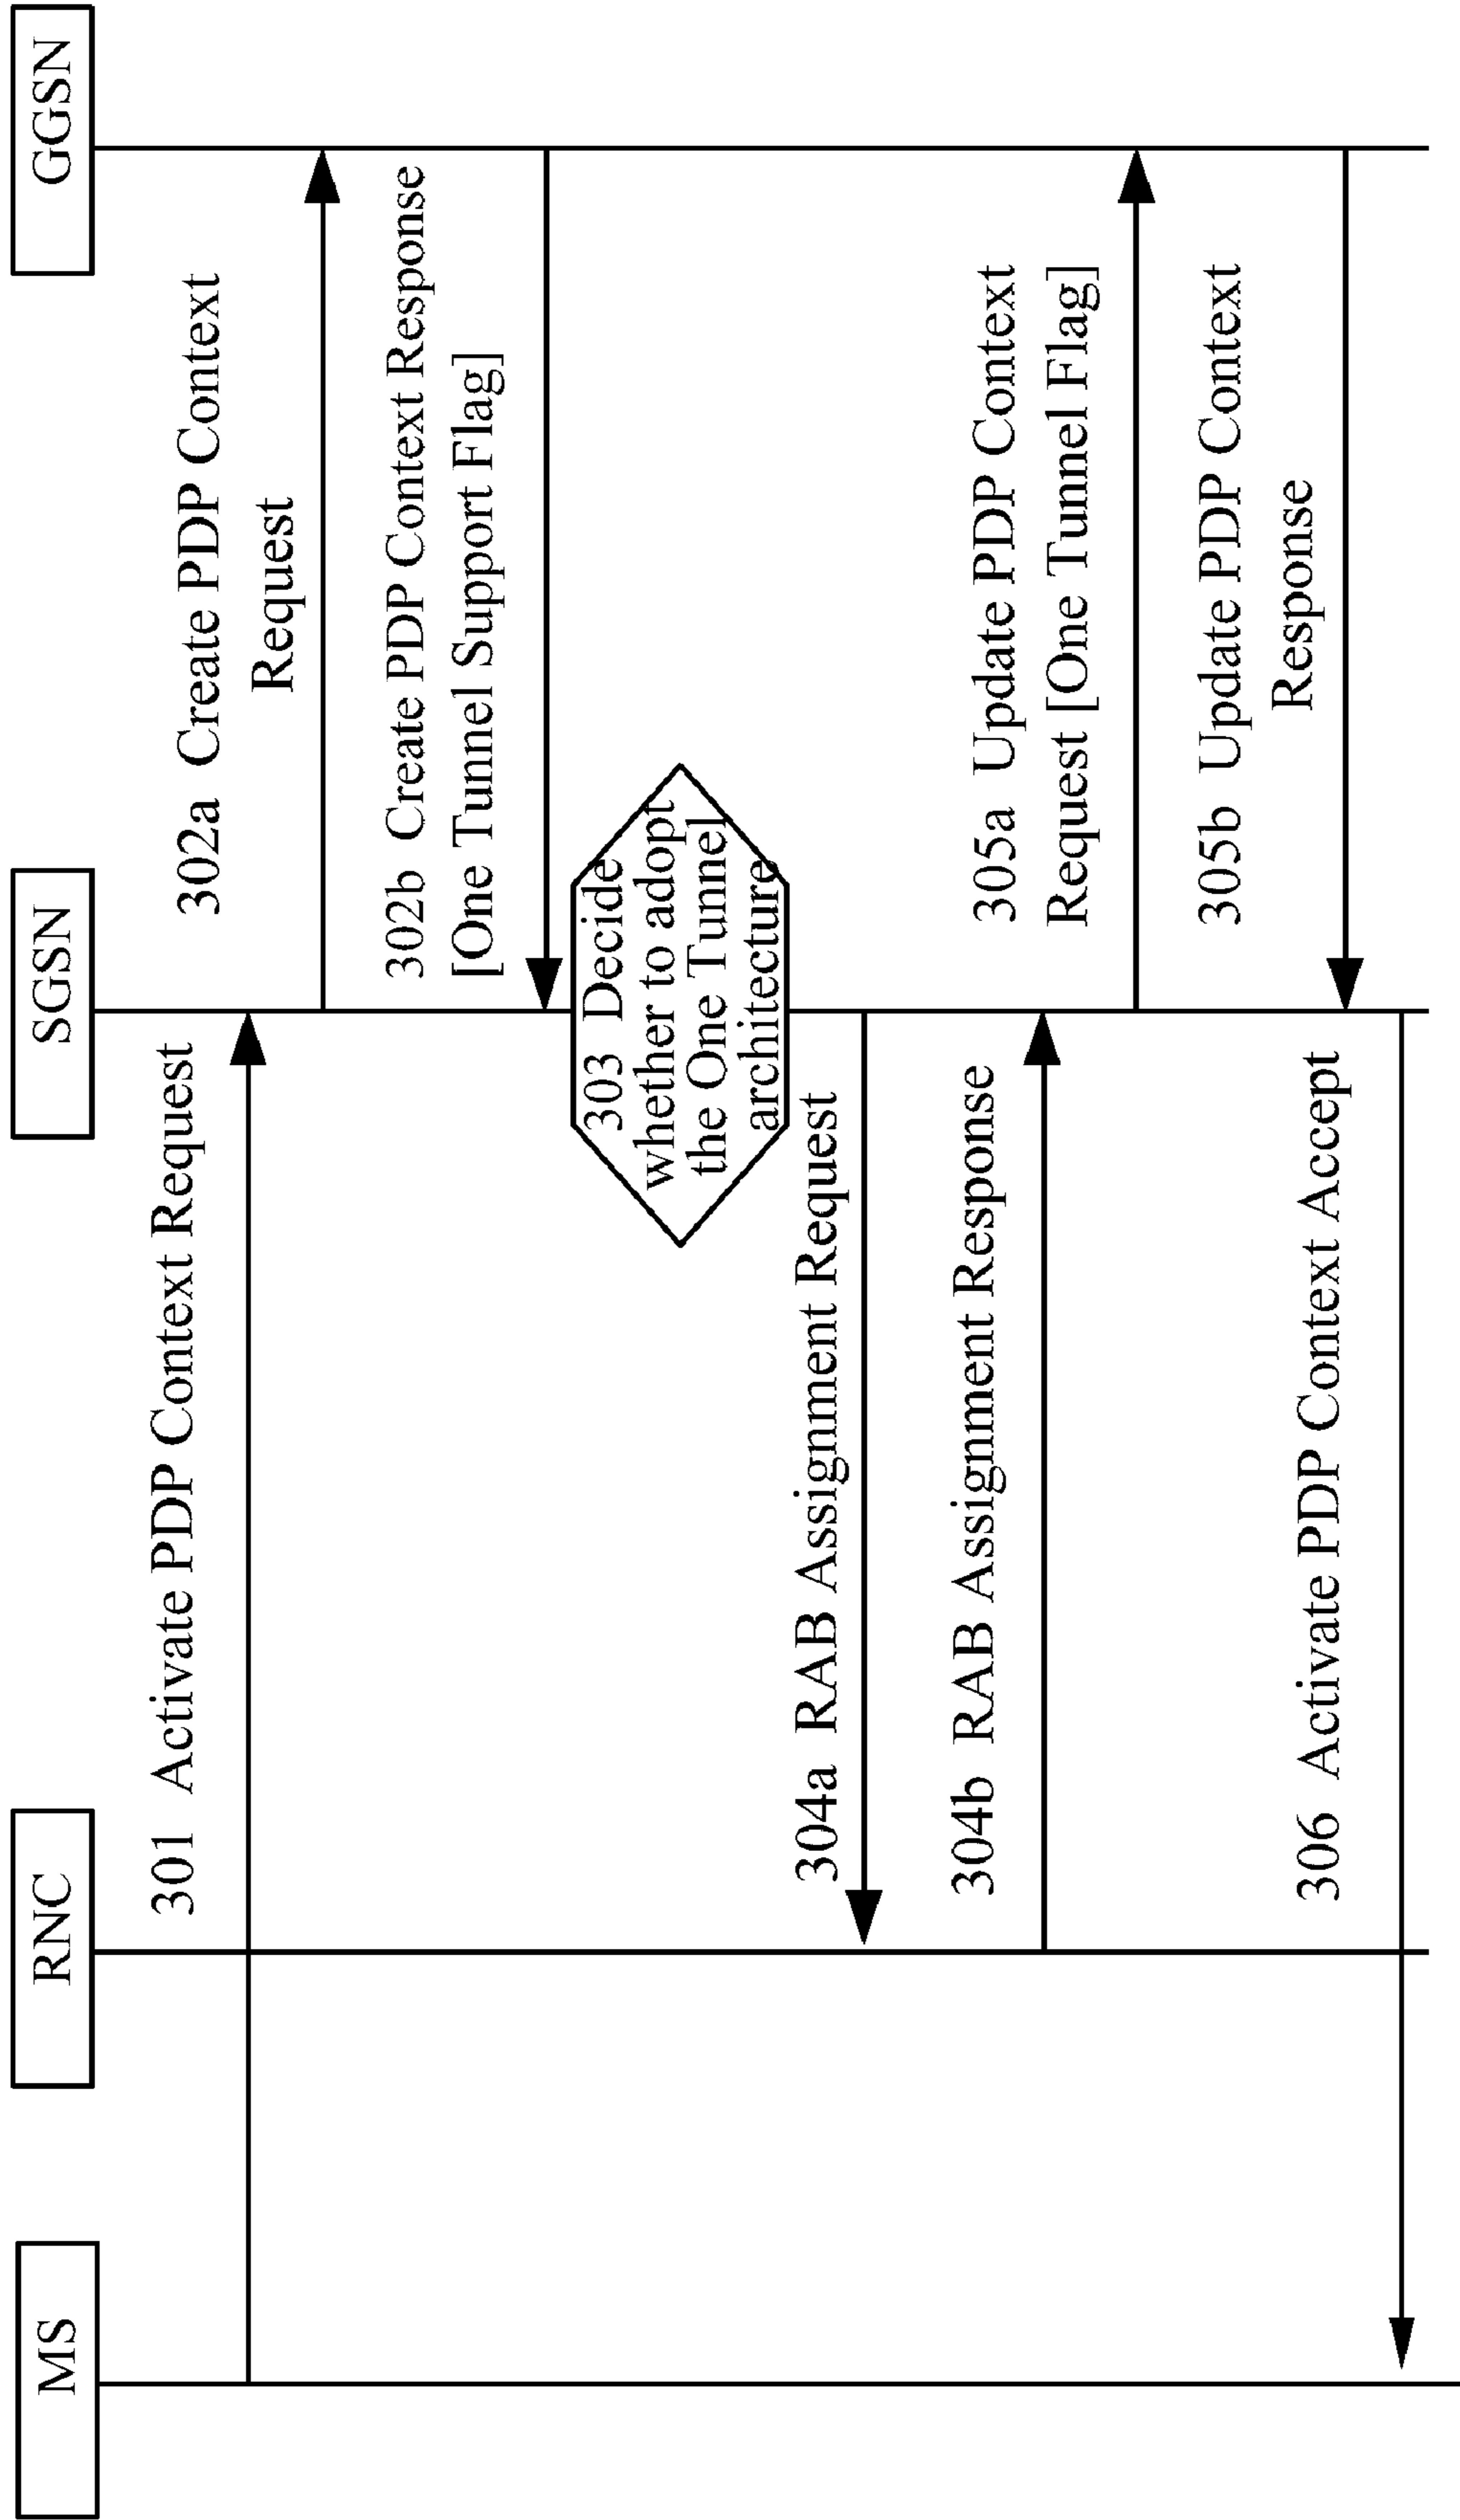 MS
RNC
SGSN
GGSN
301 Activate PDP Context Request
302a Create PDP Context
Request
302b Create PDP Context Response
[One Tunnel Support Flag]
303 Decide
whether to adopt
the One Tunnel
architecture
304a RAB Assignment Request
304b RAB Assignment Response
305a Update PDP Context
Request [One Tunnel Flag]
305b Update PDP Context
Response
306 Activate PDP Context Accept